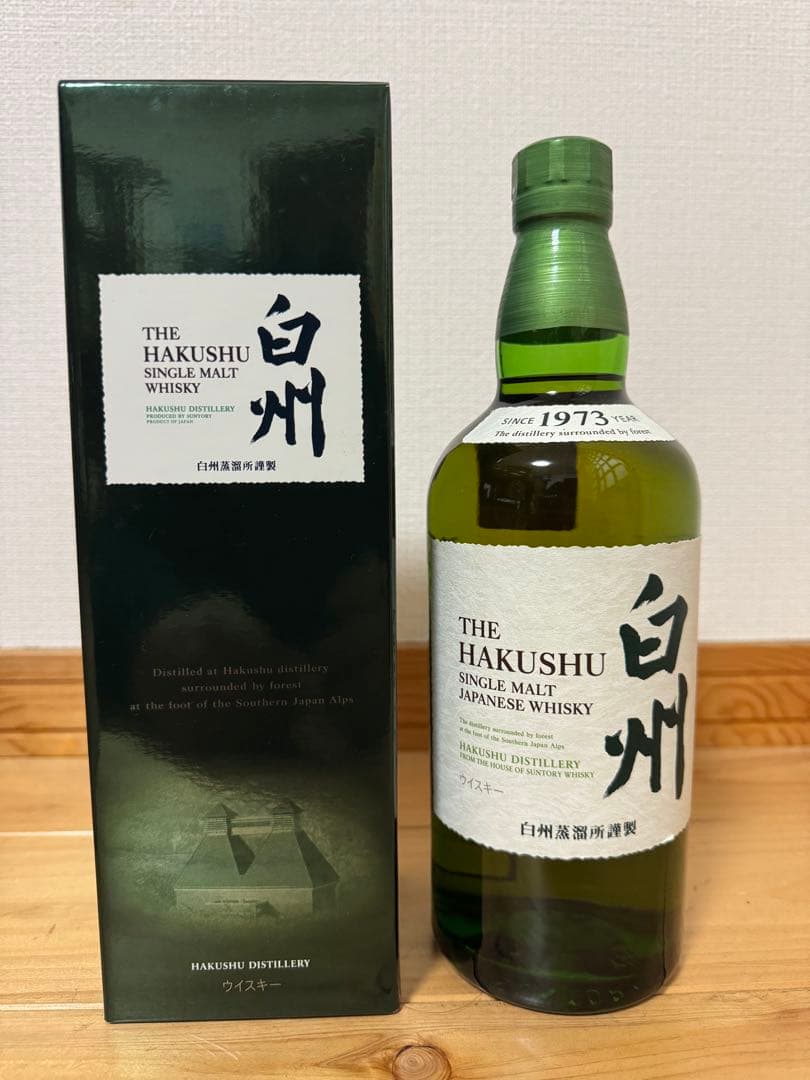 THE
HAKUSHU
SINGLE MALT
WHISKY
HAKUSHU DISTILLERY
PRODUCED BY SUNTORY
PRODUCT OF JAPAN
白州
白州蒸溜所謹製
Distilled at Hakushu distillery
surrounded by forest
at the foot of the Southern Japan Alps
HAKUSHU DISTILLERY
ウイスキー
SINCE 1973 YEAR
The distillery surrounded by forest
THE
HAKUSHU
SINGLE MALT
JAPANESE WHISKY
The distillery surrounded by forest
at the foot of the Southern Japan Alps
HAKUSHU DISTILLERY
FROM THE HOUSE OF SUNTORY WHISKY
ウイスキー
白州
白州蒸溜所謹製